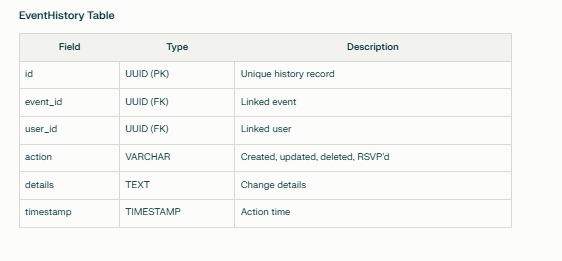 EventHistory Table
Field Type Description
id UUID (PK) Unique history record
event_id UUID (FK) Linked event
user_id UUID (FK) Linked user
action VARCHAR Created, updated, deleted, RSVP'd
details TEXT Change details
timestamp TIMESTAMP Action time